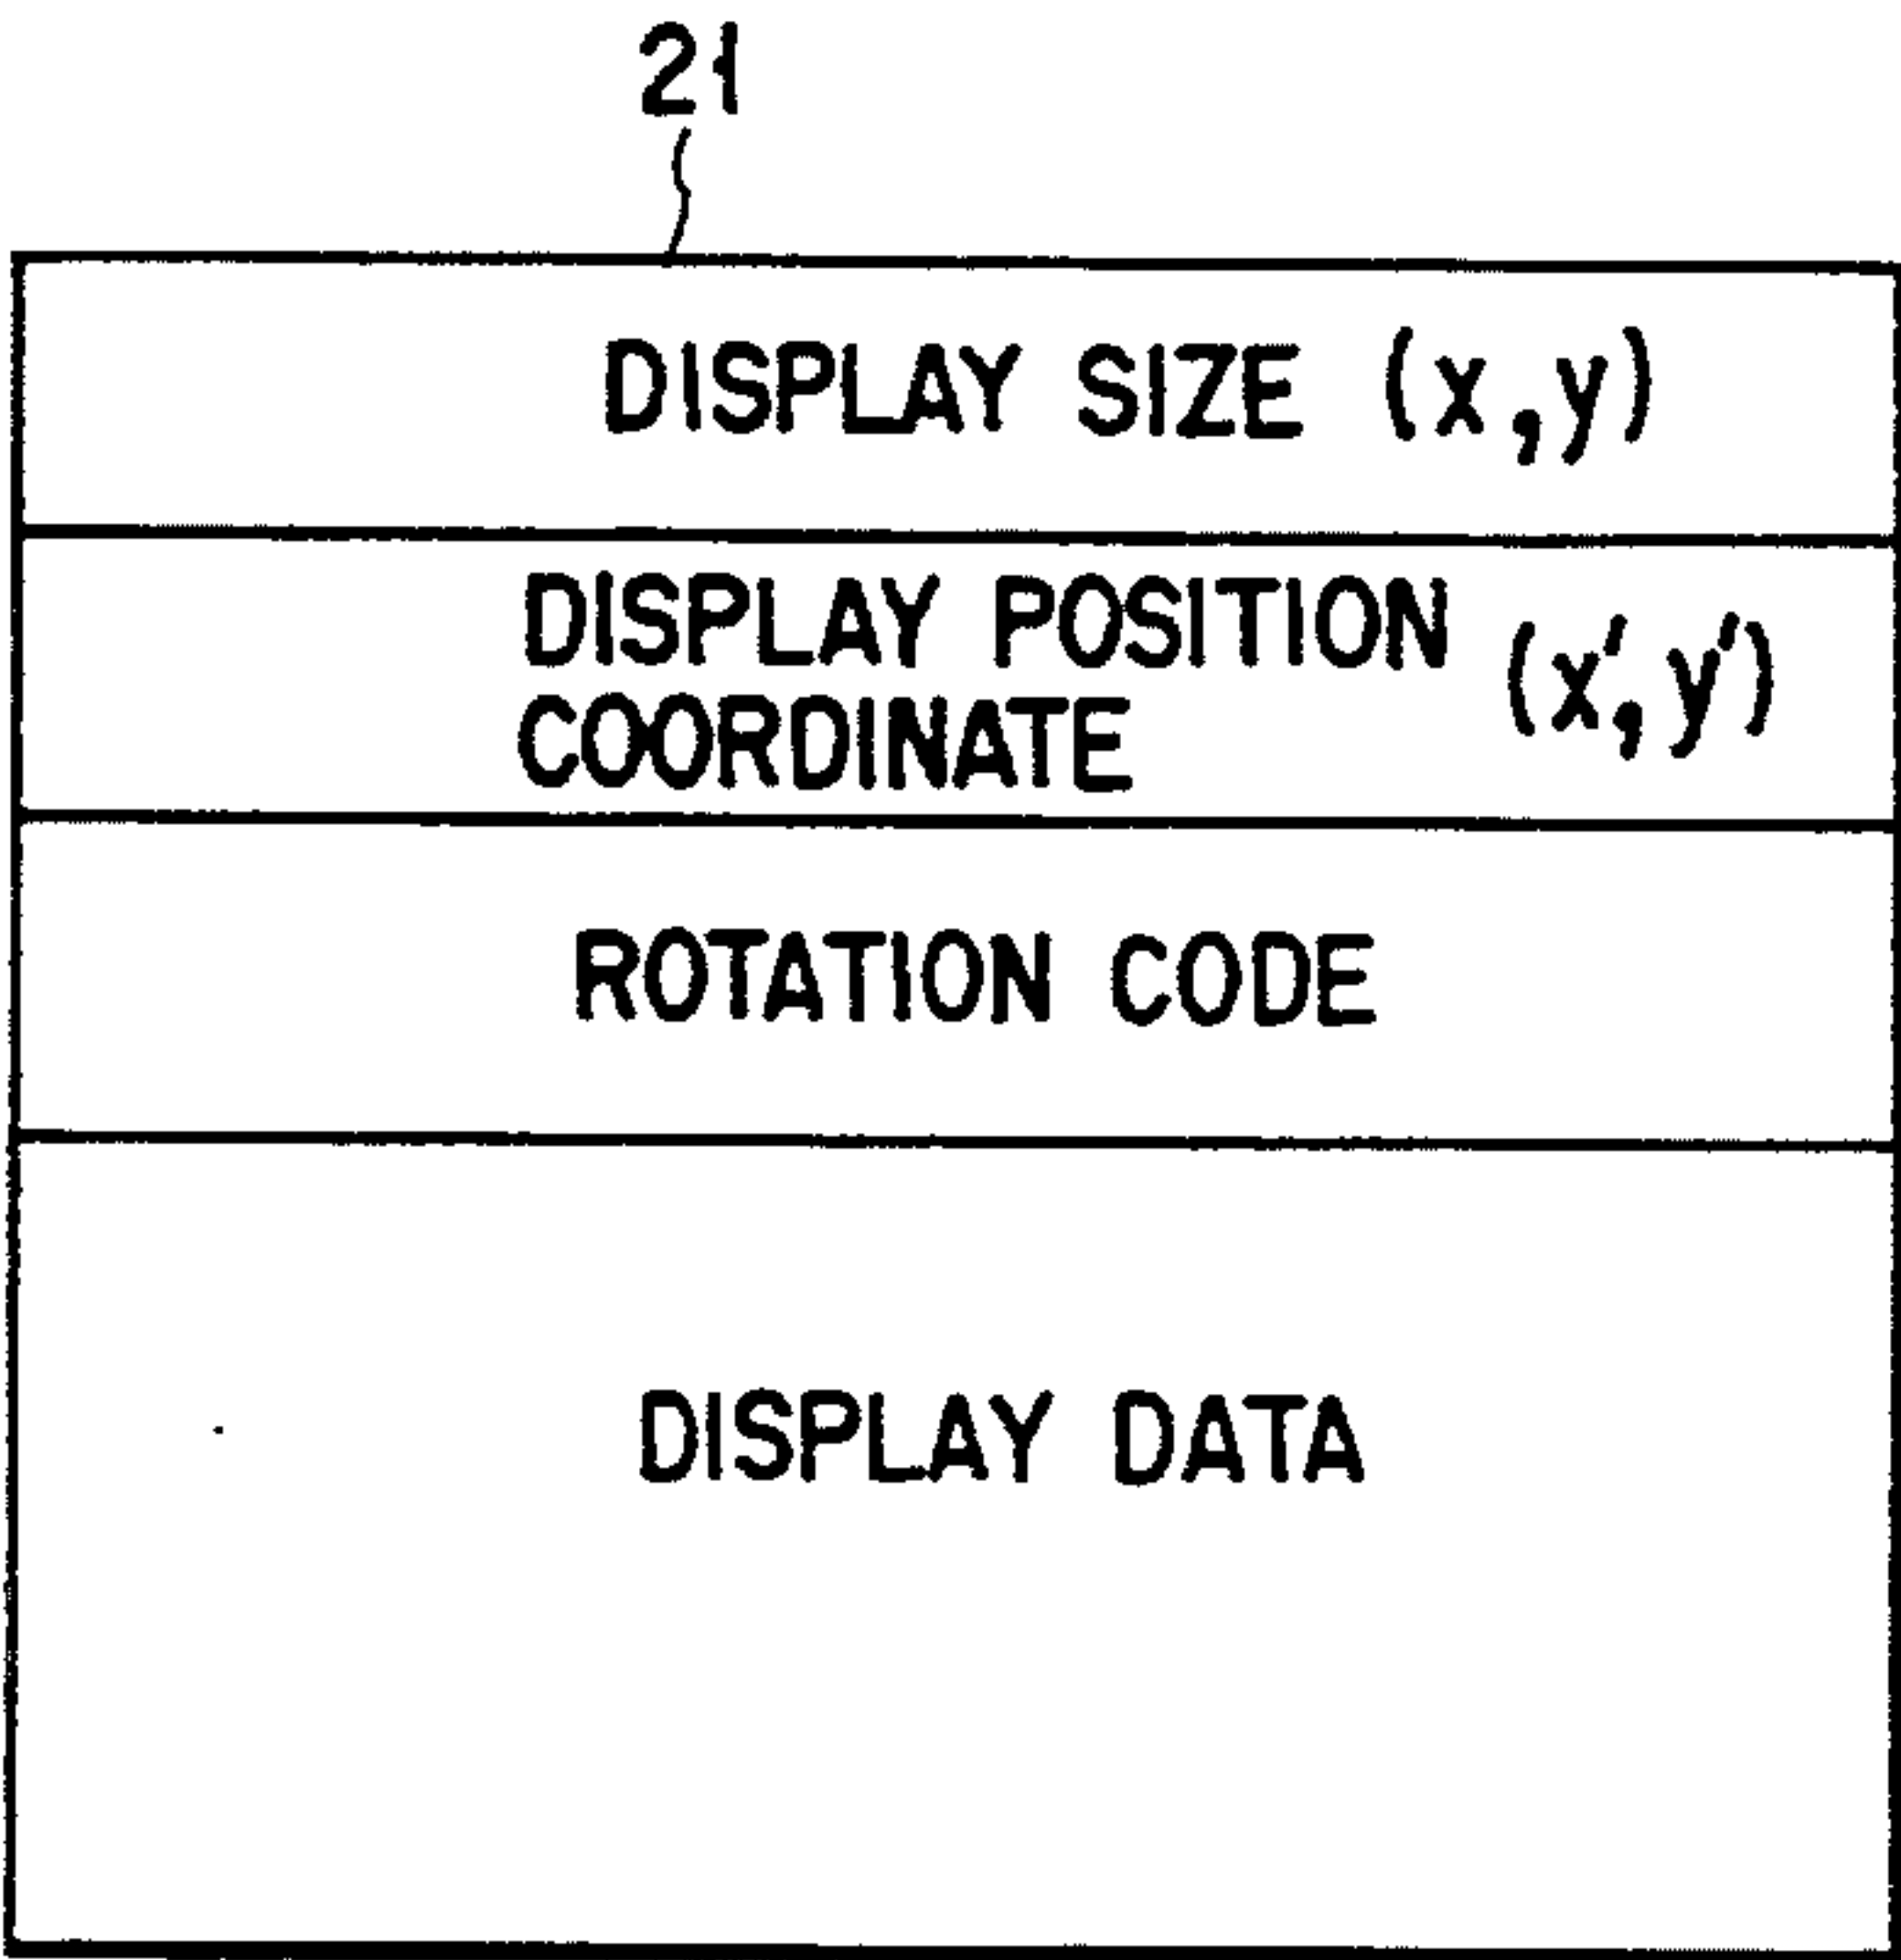 21
DISPLAY SIZE (x,y)
DISPLAY POSITION
COORDINATE (x',y')
ROTATION CODE
DISPLAY DATA